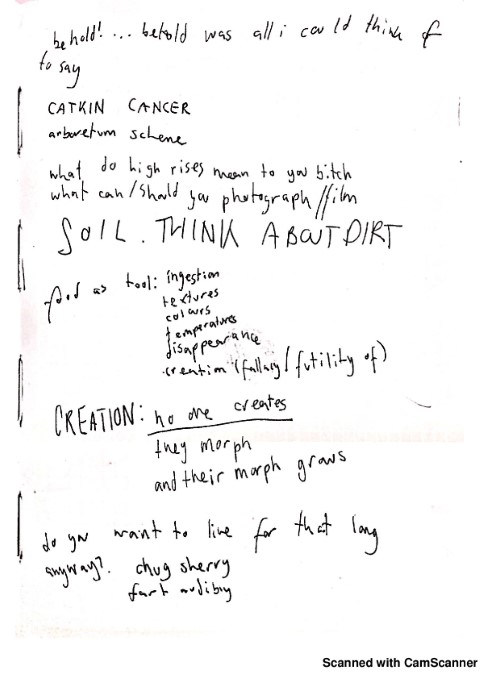 behold! ... behold was all i could think of
to say
CATKIN CANCER
arboretum scheme
what do high rises mean to you bitch
what can/should you photograph//film
SOIL. THINK ABOUT DIRT
food as tool: ingestion
textures
colours
temperatures
disappearance
creation (fallacy/futility of)
CREATION: no one creates
they morph
and their morph grows
do you want to live for that long
anyway?. chug sherry
fart audibly
Scanned with CamScanner